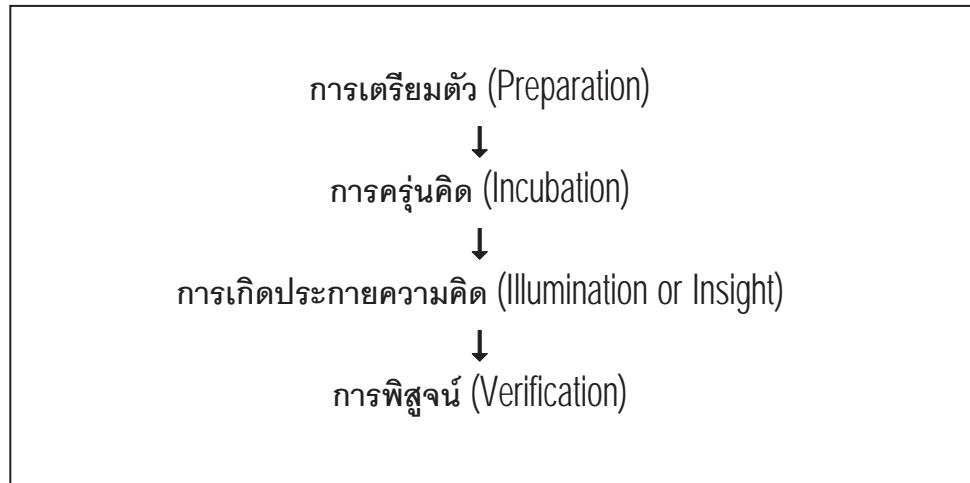 การเตรียมตัว (Preparation)
↓
การครุ่นคิด (Incubation)
↓
การเกิดประกายความคิด (Illumination or Insight)
↓
การพิสูจน์ (Verification)